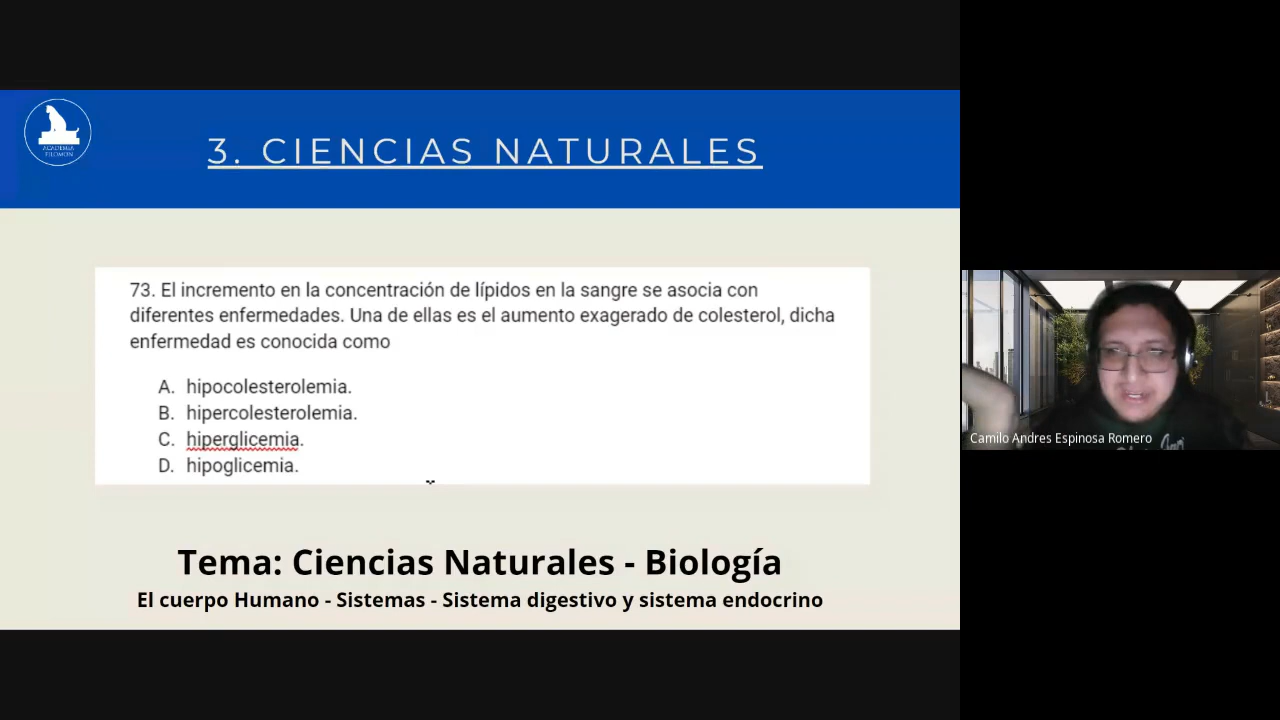 ACADEMIA
FILOMON
3. CIENCIAS NATURALES
73. El incremento en la concentración de lípidos en la sangre se asocia con
diferentes enfermedades. Una de ellas es el aumento exagerado de colesterol, dicha
enfermedad es conocida como
A. hipocolesterolemia.
B. hipercolesterolemia.
C. hiperglicemia.
D. hipoglicemia.
Tema: Ciencias Naturales - Biología
El cuerpo Humano - Sistemas - Sistema digestivo y sistema endocrino
Camilo Andres Espinosa Romero